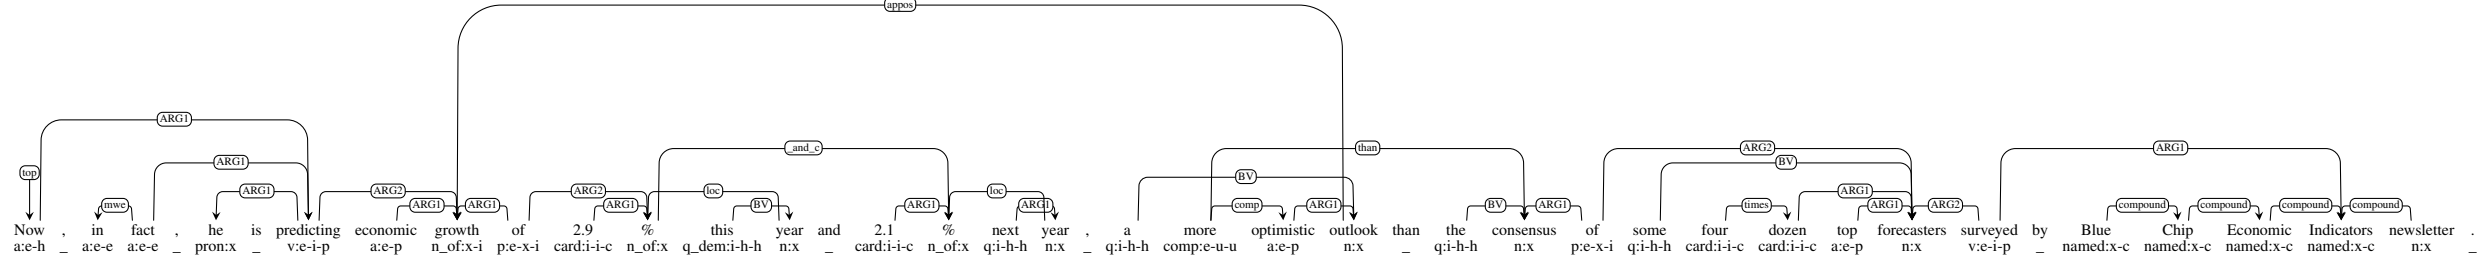 appos
ARG1
_and_c than ARG2 ARG1
ARG1 BV
top BV
ARG1 ARG2 ARG2 loc loc ARG1
mwe ARG1 ARG1 ARG1 BV ARG1 ARG1 comp ARG1 BV ARG1 times ARG1 ARG2 compound compound compound compound
Now , in fact , he is predicting economic growth of 2.9 % this year and 2.1 % next year , a more optimistic outlook than the consensus of some four dozen top forecasters surveyed by Blue Chip Economic Indicators newsletter .
a:e-h _ a:e-e a:e-e _ pron:x _ v:e-i-p a:e-p n_of:x-i p:e-x-i card:i-i-c n_of:x q_dem:i-h-h n:x _ card:i-i-c n_of:x q:i-h-h n:x _ q:i-h-h comp:e-u-u a:e-p n:x _ q:i-h-h n:x p:e-x-i q:i-h-h card:i-i-c card:i-i-c a:e-p n:x v:e-i-p _ named:x-c named:x-c named:x-c named:x-c n:x _